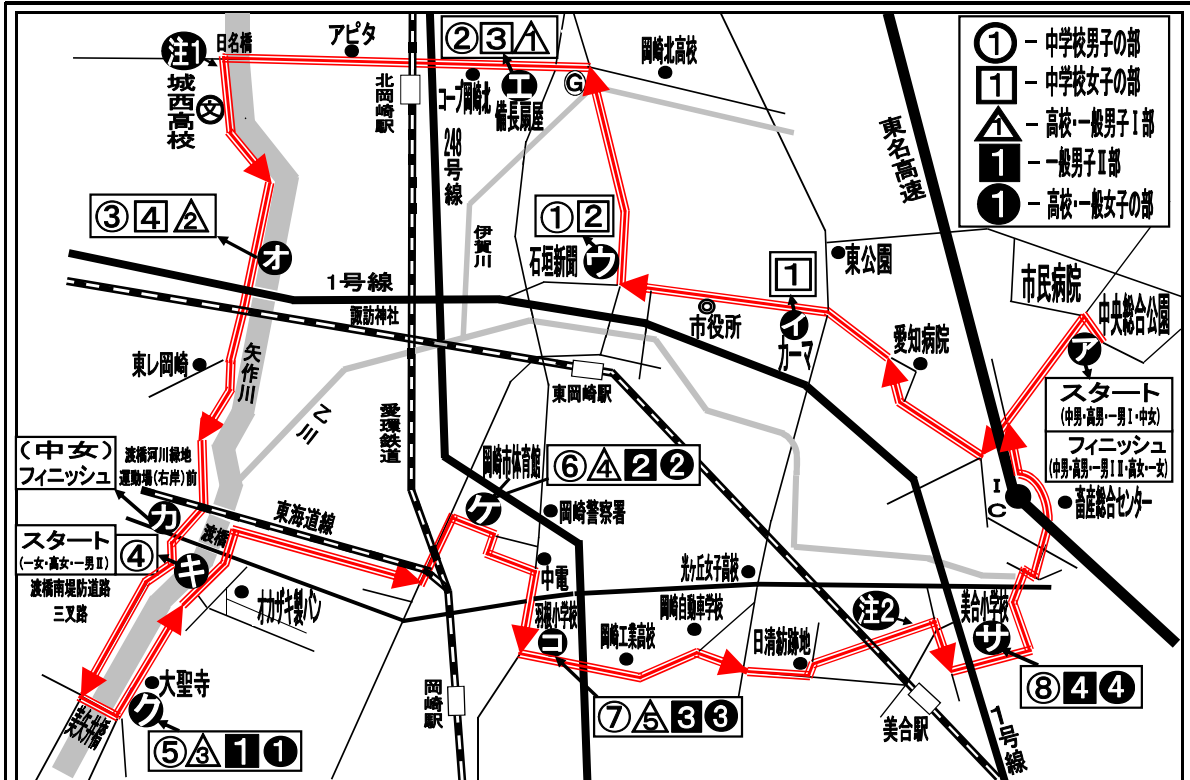 注1
日名橋
アピタ
② 3 1
岡崎北高校
① - 中学校男子の部
1 - 中学校女子の部
1 - 高校・一般男子Ⅰ部
1 - 一般男子Ⅱ部
1 - 高校・一般女子の部
城西高校
文
北岡崎駅
コープ岡崎北
エ
備長扇屋
G
248号線
東名高速
③ 4 2
オ
伊賀川
① 2
石垣新聞
ウ
1
東公園
市民病院
中央総合公園
1号線
諏訪神社
市役所
イ
カーマ
愛知病院
ア
スタート
(中男・高男・一男Ⅰ・中女)
フィニッシュ
(中男・高男・一男ⅠⅡ・高女・一女)
東レ岡崎
矢作川
乙川
愛環鉄道
東岡崎駅
(中女)
フィニッシュ
渡橋河川緑地
運動場(右岸)前
岡崎市体育館
⑥ 4 2 2
ケ
岡崎警察署
IC
畜産総合センター
カ
東海道線
渡橋
スタート
(一女・高女・一男Ⅱ)
④
キ
渡橋南堤防道路
三叉路
オカザキ製パン
中電
羽根小学校
コ
光ヶ丘女子高校
岡崎自動車学校
岡崎工業高校
注2
日清紡跡地
美合小学校
サ
⑧ 4 4
大聖寺
ク
美矢井橋
⑤ 3 1 1
岡崎駅
⑦ 5 3 3
美合駅
1号線